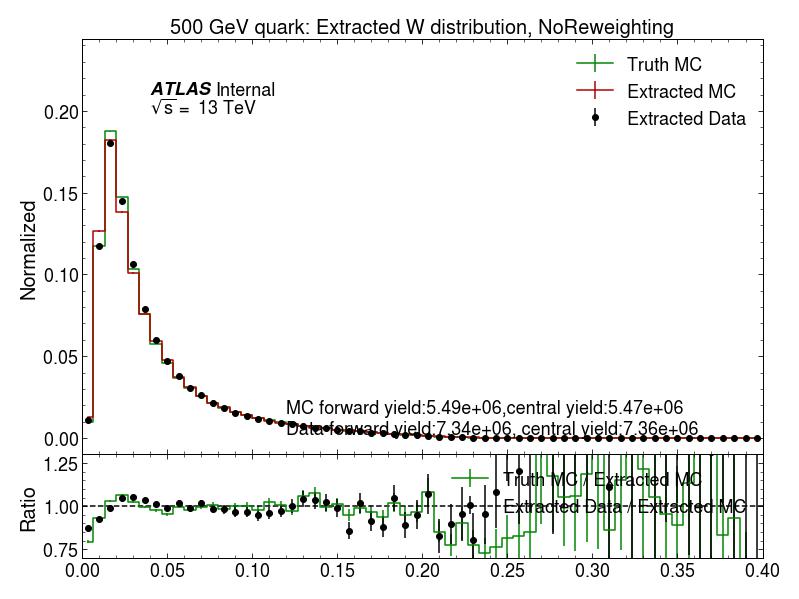 500 GeV quark: Extracted W distribution, NoReweighting
ATLAS Internal
√s = 13 TeV
Truth MC
Extracted MC
Extracted Data
Normalized
0.20
0.15
0.10
0.05
0.00
MC forward yield:5.49e+06,central yield:5.47e+06
Data forward yield:7.34e+06, central yield:7.36e+06
Ratio
1.25
1.00
0.75
Truth MC / Extracted MC
Extracted Data / Extracted MC
0.00 0.05 0.10 0.15 0.20 0.25 0.30 0.35 0.40